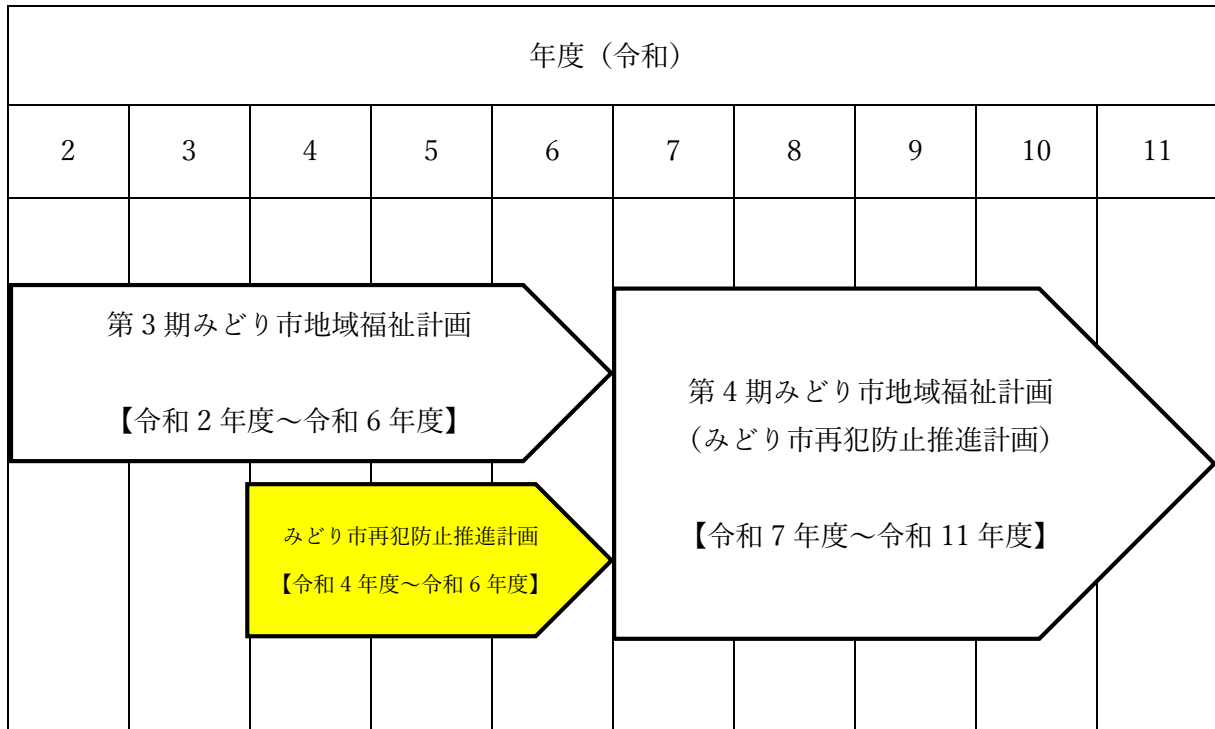 年度（令和）
2 3 4 5 6 7 8 9 10 11
第 3 期みどり市地域福祉計画
【令和 2 年度～令和 6 年度】
みどり市再犯防止推進計画
【令和 4 年度～令和 6 年度】
第 4 期みどり市地域福祉計画
（みどり市再犯防止推進計画）
【令和 7 年度～令和 11 年度】